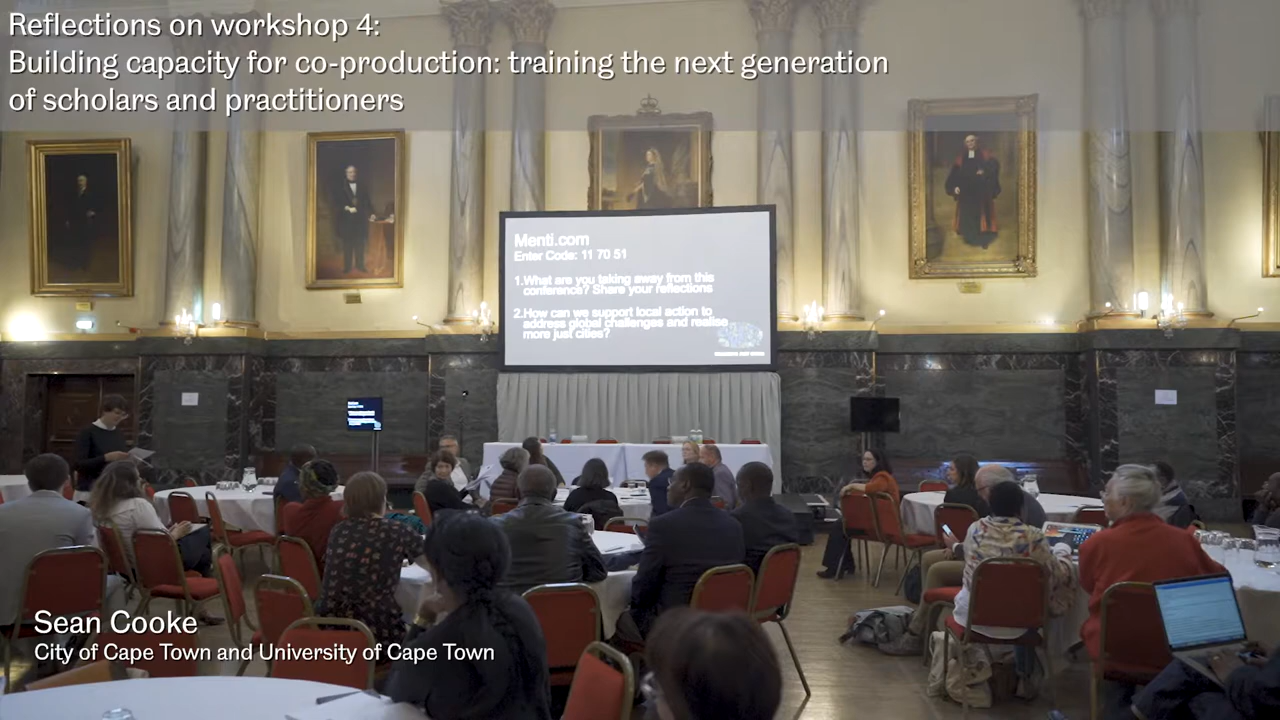 Reflections on workshop 4:
Building capacity for co-production: training the next generation
of scholars and practitioners
Menti.com
Enter Code: 11 70 51
1.What are you taking away from this
conference? Share your reflections
2.How can we support local action to
address global challenges and realise
more just cities?
Sean Cooke
City of Cape Town and University of Cape Town